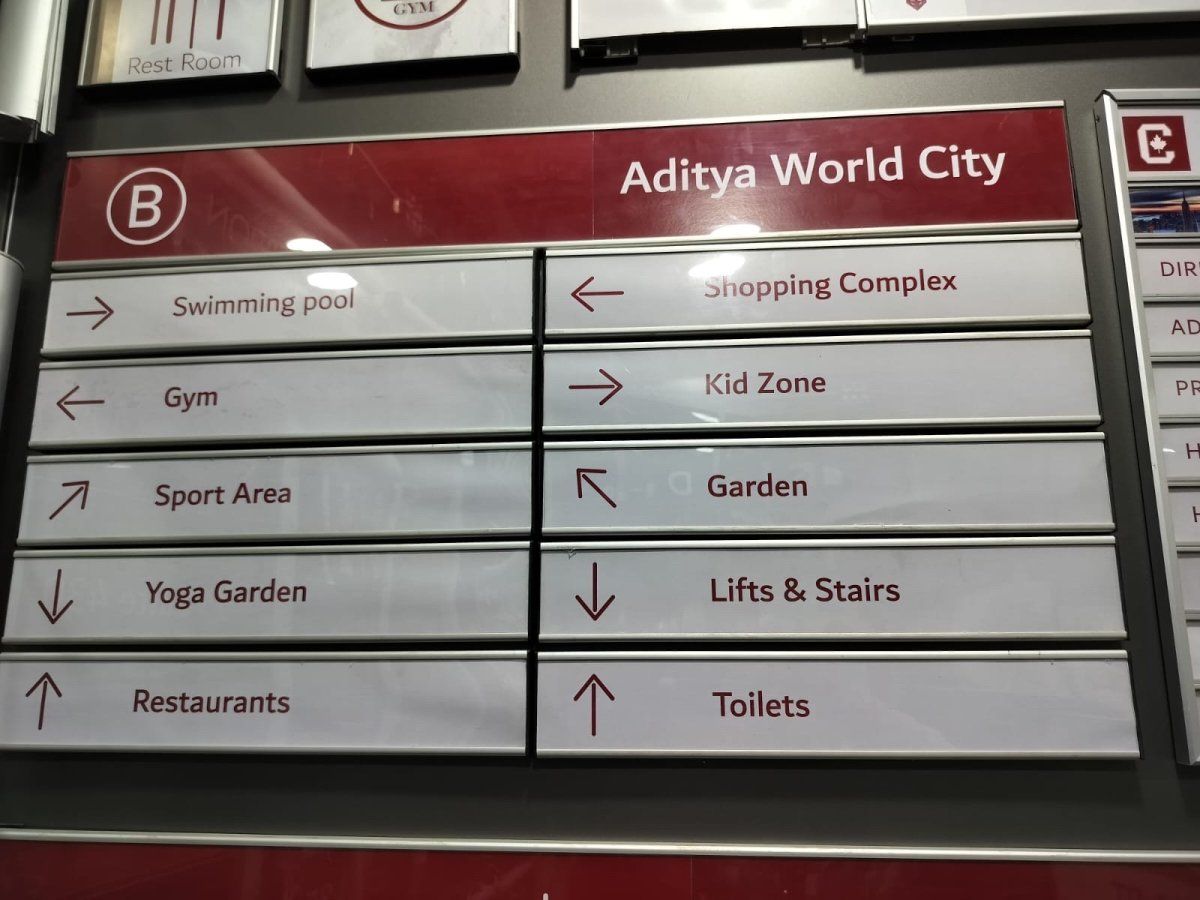 Rest Room
GYM
B
Aditya World City
→ Swimming pool
← Shopping Complex
← Gym
→ Kid Zone
↗ Sport Area
↖ Garden
↓ Yoga Garden
↓ Lifts & Stairs
↑ Restaurants
↑ Toilets
C